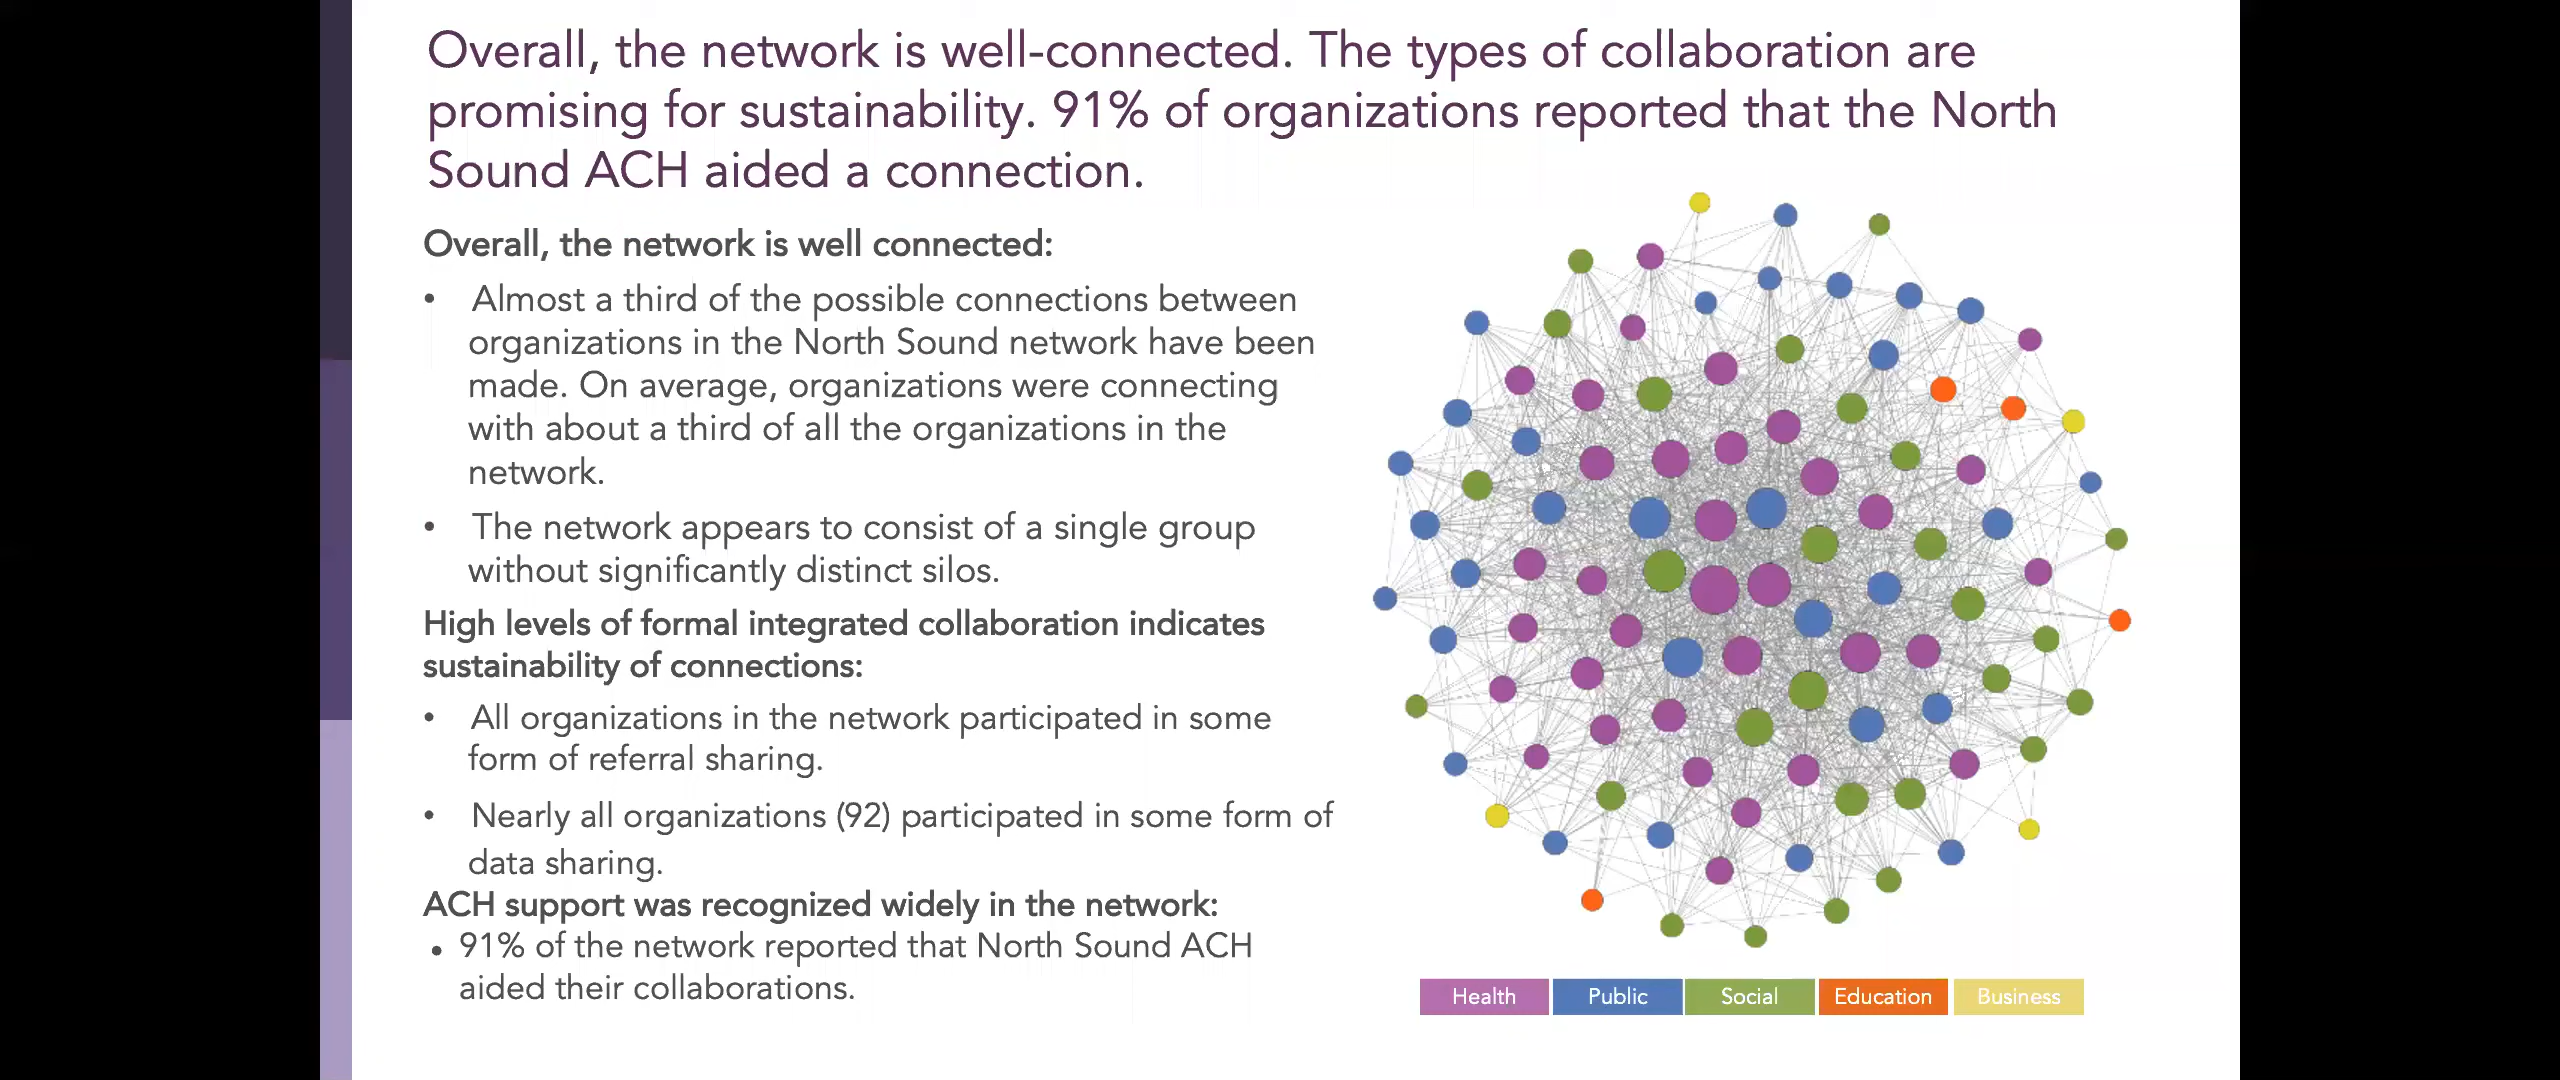 Overall, the network is well-connected. The types of collaboration are
promising for sustainability. 91% of organizations reported that the North
Sound ACH aided a connection.
Overall, the network is well connected:
• Almost a third of the possible connections between
organizations in the North Sound network have been
made. On average, organizations were connecting
with about a third of all the organizations in the
network.
• The network appears to consist of a single group
without significantly distinct silos.
High levels of formal integrated collaboration indicates
sustainability of connections:
• All organizations in the network participated in some
form of referral sharing.
• Nearly all organizations (92) participated in some form of
data sharing.
ACH support was recognized widely in the network:
• 91% of the network reported that North Sound ACH
aided their collaborations.
Health Public Social Education Business